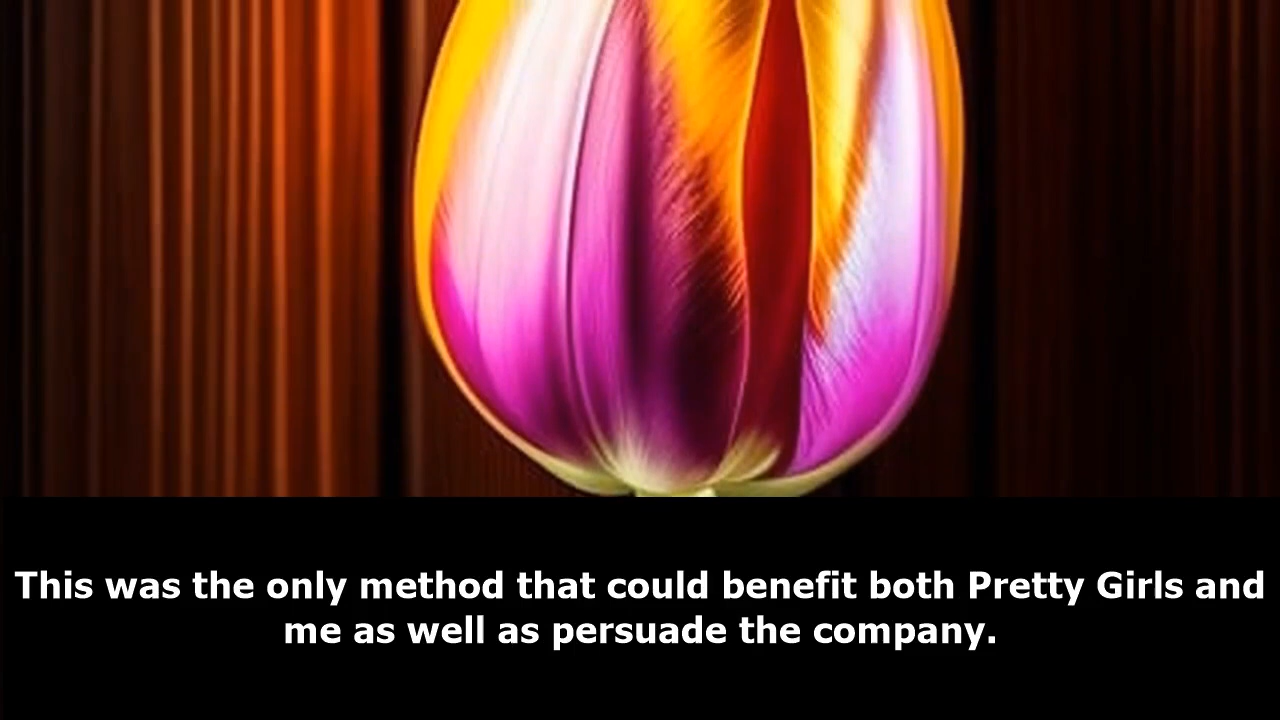 This was the only method that could benefit both Pretty Girls and
me as well as persuade the company.